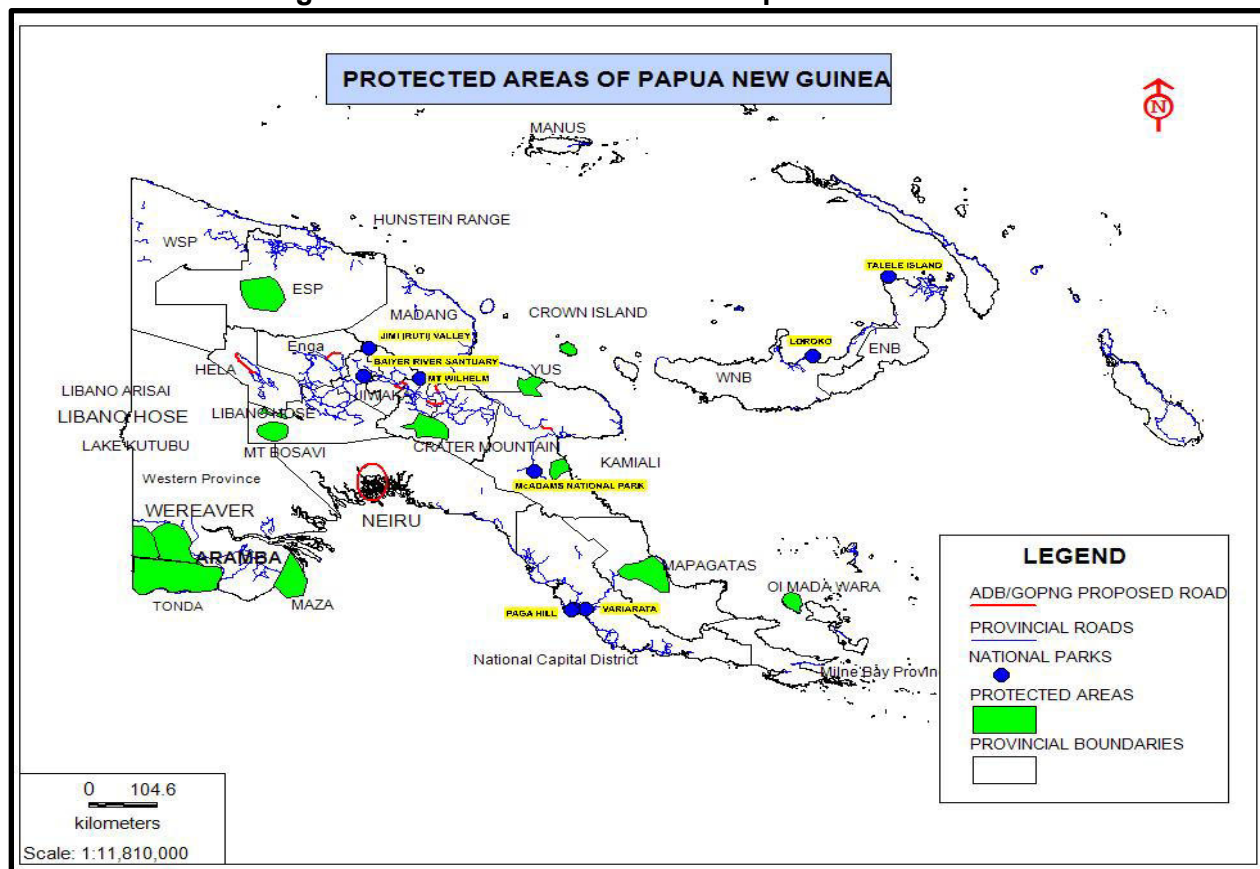 PROTECTED AREAS OF PAPUA NEW GUINEA
N
MANUS
HUNSTEIN RANGE
WSP
TALELE ISLAND
ESP
MADANG
CROWN ISLAND
JIMI (RUTI) VALLEY
LOROKO
ENB
Enga
BAIYER RIVER SANTUARY
HELA
MT WILHELM
YUS
WNB
LIBANO ARISAI
JIWAKA
LIBANO HOSE
LIBANO HOSE
LAKE KUTUBU
MT BOSAVI
CRATER MOUNTAIN
KAMIALI
Western Province
McADAMS NATIONAL PARK
WEREAVER
NEIRU
ARAMBA
MAPAGATAS
OI MADA WARA
TONDA
MAZA
PAGA HILL
VARIARATA
National Capital District
Milne Bay Provin
LEGEND
ADB/GOPNG PROPOSED ROAD
PROVINCIAL ROADS
NATIONAL PARKS
PROTECTED AREAS
PROVINCIAL BOUNDARIES
0 104.6
kilometers
Scale: 1:11,810,000